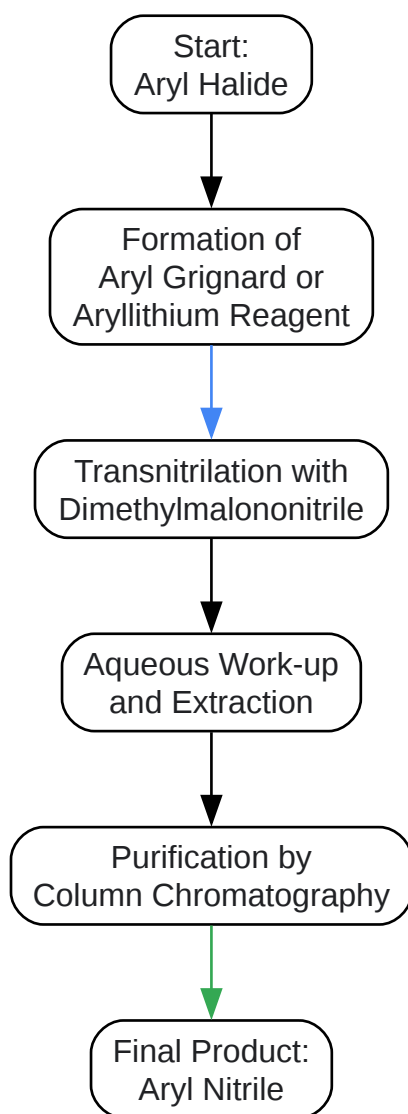 Start:
Aryl Halide
Formation of
Aryl Grignard or
Aryllithium Reagent
Transnitrilation with
Dimethylmalononitrile
Aqueous Work-up
and Extraction
Purification by
Column Chromatography
Final Product:
Aryl Nitrile